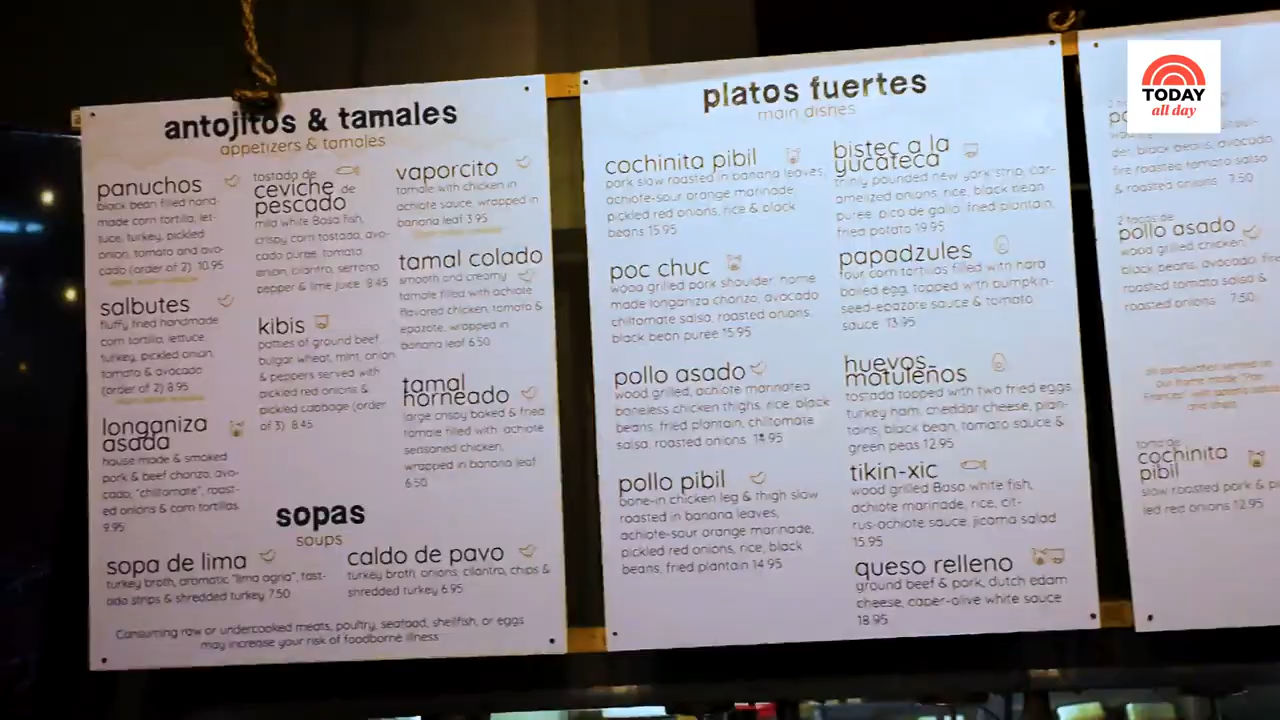 antojitos & tamales
appetizers & tamales
panuchos
black bean filled hand-
made corn tortilla, let-
tuce, turkey, pickled
onion, tomato and avo-
cado (order of 2) 10.95
salbutes
fluffy fried handmade
corn tortilla, lettuce,
turkey, pickled onion,
tomato & avocado
(order of 2) 8.95
longaniza
asada
house made & smoked
pork & beef chorizo, avo-
cado, "chiltomate", roast-
ed onions & corn tortillas
9.95
tostada de
ceviche de
pescado
mild white Basa fish,
crispy corn tostada, avo-
cado puree, tomato,
onion, cilantro, serrano
pepper & lime juice 8.45
kibis
patties of ground beef,
bulgar wheat, mint, onion
& peppers served with
pickled red onions &
pickled cabbage (order
of 3) 8.45
vaporcito
tamale with chicken in
achiote sauce, wrapped in
banana leaf 3.95
tamal colado
smooth and creamy
tamale filled with achiote
flavored chicken, tomato &
epazote, wrapped in
banana leaf 6.50
tamal
horneado
large crispy baked & fried
tamale filled with achiote
seasoned chicken,
wrapped in banana leaf
6.50
sopas
soups
sopa de lima
turkey broth, aromatic "lima agria", tast-
ada strips & shredded turkey 7.50
caldo de pavo
turkey broth, onions, cilantro, chips &
shredded turkey 6.95
Consuming raw or undercooked meats, poultry, seafood, shellfish, or eggs
may increase your risk of foodborne illness
platos fuertes
main dishes
cochinita pibil
pork slow roasted in banana leaves,
achiote-sour orange marinade,
pickled red onions, rice & black
beans 15.95
poc chuc
wood grilled pork shoulder, home
made longaniza chorizo, avocado
chiltomate salsa, roasted onions,
black bean puree 15.95
pollo asado
wood grilled, achiote marinated
boneless chicken thighs, rice, black
beans, fried plantain, chiltomate
salsa, roasted onions
pollo pibil
bone-in chicken leg & thigh slow
roasted in banana leaves,
achiote-sour orange marinade,
pickled red onions, rice, black
beans, fried plantain 14.95
bistec a la
yucateca
thinly pounded new york strip, car-
amelized onions, rice, black bean
puree, pico de gallo, fried plantain,
fried potato 19.95
papadzules
four corn tortillas filled with hard
boiled egg, topped with pumpkin-
seed-epazote sauce & tomato
sauce 13.95
huevos
motuleños
tostada topped with two fried eggs,
turkey ham, cheddar cheese, plan-
tains, black bean, tomato sauce &
green peas 12.95
tikin-xic
wood grilled Basa white fish,
achiote marinade, rice, cit-
rus-achiote sauce, jicama salad
15.95
queso relleno
ground beef & pork, dutch edam
cheese, caper-olive white sauce
18.95
der, black beans, avocado
fire roasted tomato salsa
& roasted onions 7.50
2 tacos de
pollo asado
wood grilled chicken,
black beans, avocado, fire
roasted tomato salsa &
roasted onions 7.50
torta de
cochinita
pibil
slow roasted pork & pi
led red onions 12.95
TODAY
all day